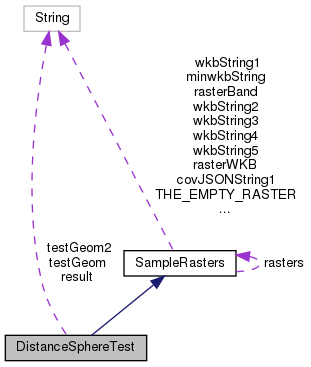 String
wkbString1
minwkbString
rasterBand
wkbString2
wkbString3
wkbString4
wkbString5
rasterWKB
covJSONString1
THE_EMPTY_RASTER
...
testGeom2
testGeom
result
SampleRasters
rasters
DistanceSphereTest